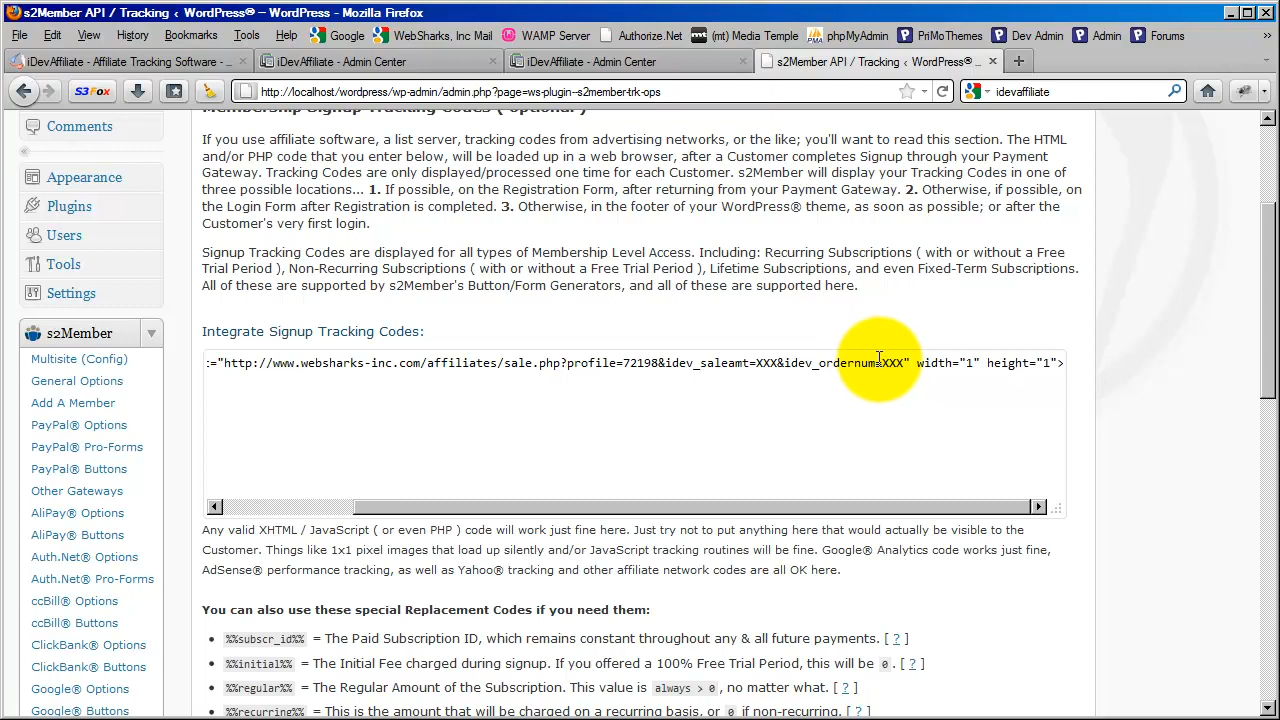 s2Member API / Tracking ‹ WordPress® – WordPress – Mozilla Firefox
File Edit View History Bookmarks Tools Help Google WebSharks, Inc Mail WAMP Server Authorize.Net (mt) Media Temple phpMyAdmin PriMoThemes Dev Admin Admin Forums »
iDevAffiliate - Affiliate Tracking Software - ... × iDevAffiliate - Admin Center × iDevAffiliate - Admin Center × s2Member API / Tracking ‹ WordPress® ... ×
S3Fox http://localhost/wordpress/wp-admin/admin.php?page=ws-plugin--s2member-trk-ops idevaffiliate
Membership Signup Tracking Codes ( optional )
Comments
Appearance
Plugins
Users
Tools
Settings
s2Member
Multisite (Config)
General Options
Add A Member
PayPal® Options
PayPal® Pro-Forms
PayPal® Buttons
Other Gateways
AliPay® Options
AliPay® Buttons
Auth.Net® Options
Auth.Net® Pro-Forms
ccBill® Options
ccBill® Buttons
ClickBank® Options
ClickBank® Buttons
Google® Options
Google® Buttons
If you use affiliate software, a list server, tracking codes from advertising networks, or the like; you'll want to read this section. The HTML
and/or PHP code that you enter below, will be loaded up in a web browser, after a Customer completes Signup through your Payment
Gateway. Tracking Codes are only displayed/processed one time for each Customer. s2Member will display your Tracking Codes in one of
three possible locations... 1. If possible, on the Registration Form, after returning from your Payment Gateway. 2. Otherwise, if possible, on
the Login Form after Registration is completed. 3. Otherwise, in the footer of your WordPress® theme, as soon as possible; or after the
Customer's very first login.
Signup Tracking Codes are displayed for all types of Membership Level Access. Including: Recurring Subscriptions ( with or without a Free
Trial Period ), Non-Recurring Subscriptions ( with or without a Free Trial Period ), Lifetime Subscriptions, and even Fixed-Term Subscriptions.
All of these are supported by s2Member's Button/Form Generators, and all of these are supported here.
Integrate Signup Tracking Codes:
:="http://www.websharks-inc.com/affiliates/sale.php?profile=72198&idev_saleamt=XXX&idev_ordernum=XXX" width="1" height="1">
Any valid XHTML / JavaScript ( or even PHP ) code will work just fine here. Just try not to put anything here that would actually be visible to the
Customer. Things like 1x1 pixel images that load up silently and/or JavaScript tracking routines will be fine. Google® Analytics code works just fine,
AdSense® performance tracking, as well as Yahoo® tracking and other affiliate network codes are all OK here.
You can also use these special Replacement Codes if you need them:
• %%subscr_id%% = The Paid Subscription ID, which remains constant throughout any & all future payments. [ ? ]
• %%initial%% = The Initial Fee charged during signup. If you offered a 100% Free Trial Period, this will be 0. [ ? ]
• %%regular%% = The Regular Amount of the Subscription. This value is always > 0, no matter what. [ ? ]
• %%recurring%% = This is the amount that will be charged on a recurring basis, or 0 if non-recurring. [ ? ]